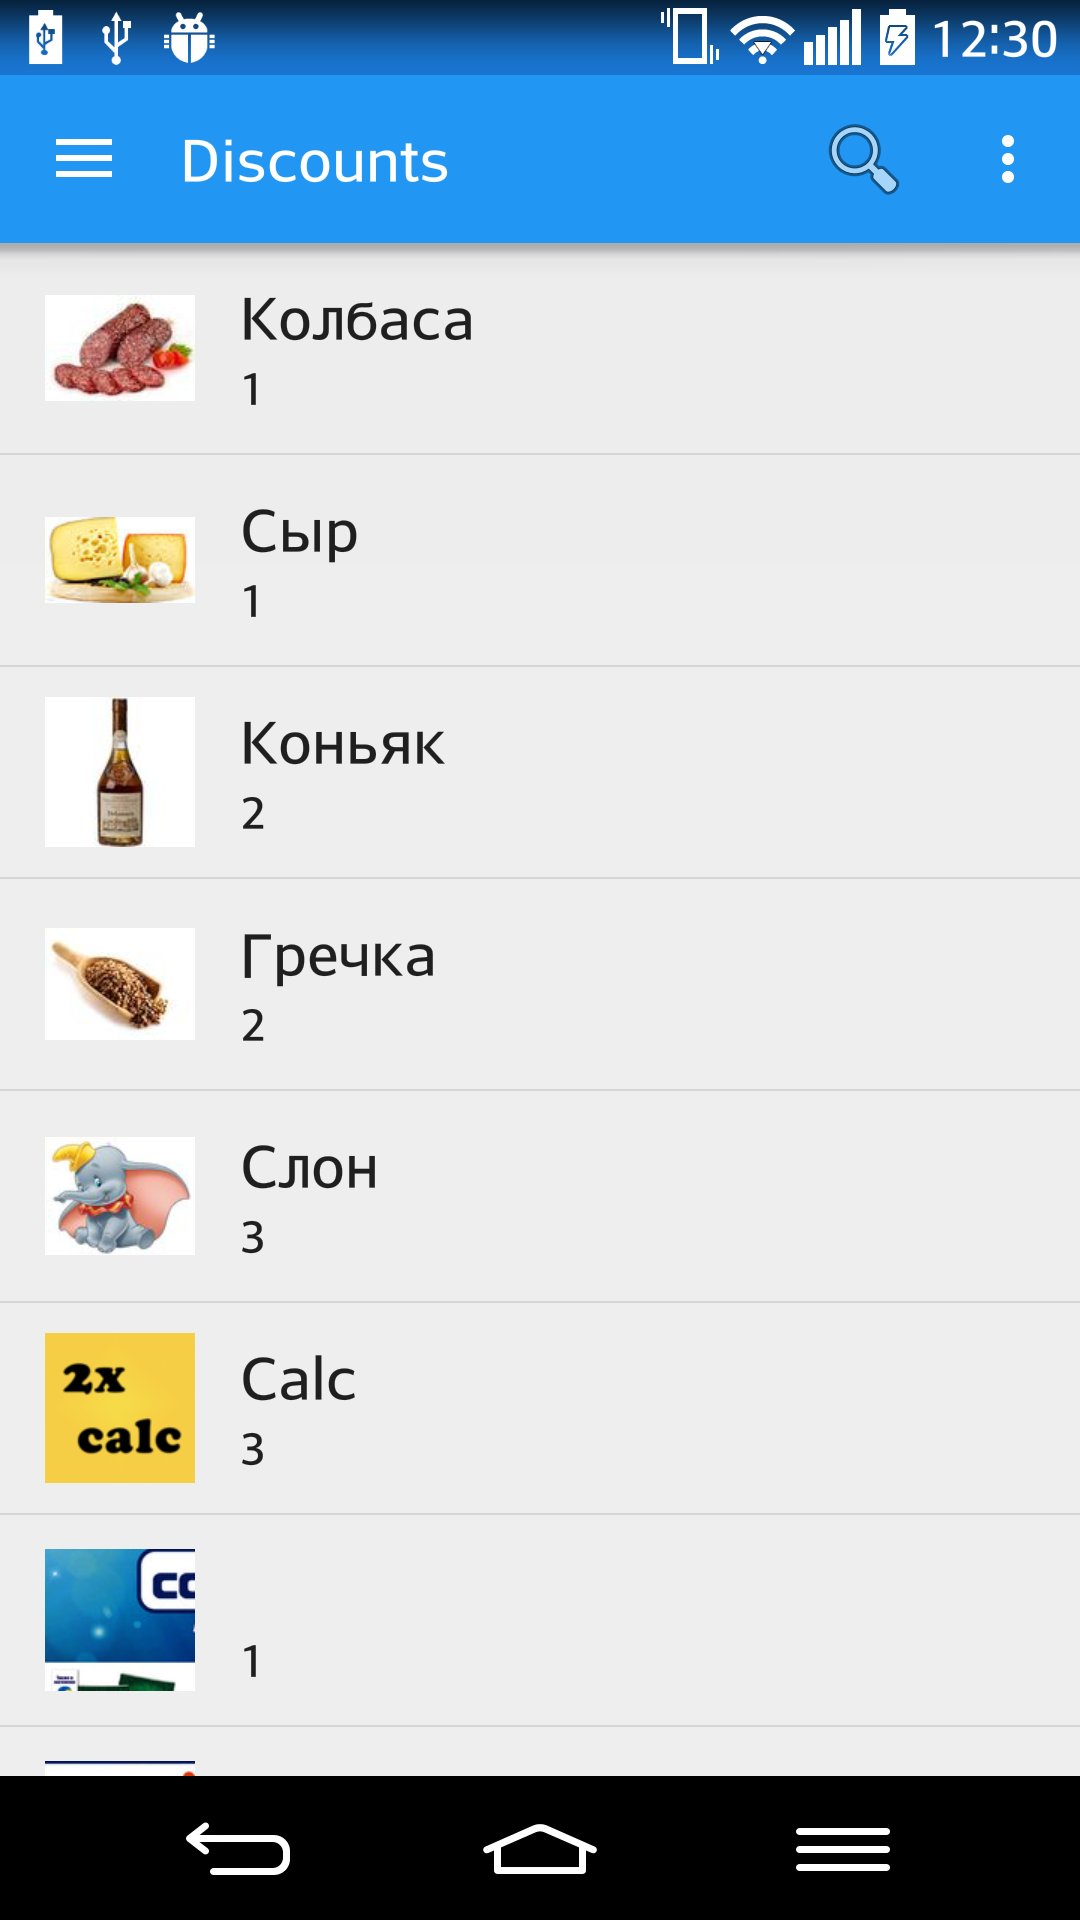 12:30
Discounts
Колбаса
1
Сыр
1
Коньяк
2
Гречка
2
Слон
3
2x
calc
Calc
3
1